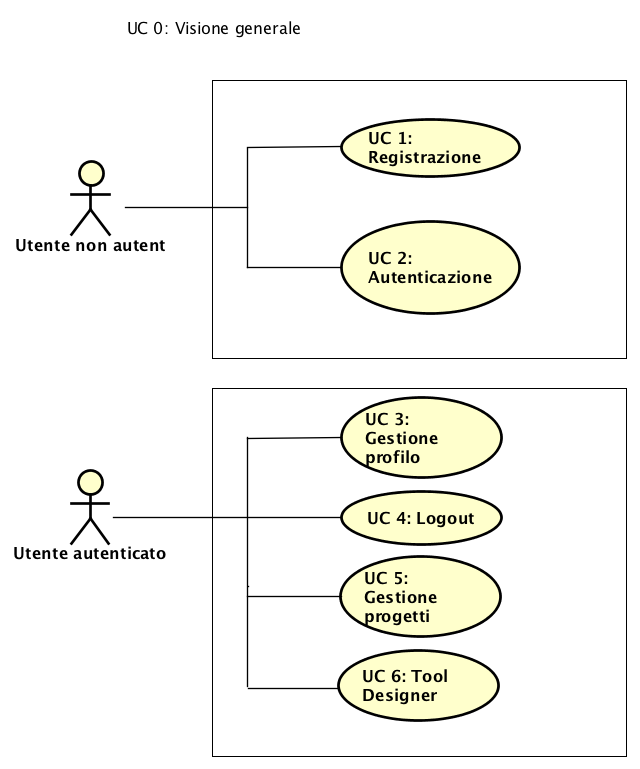 UC 0: Visione generale
UC 1:
Registrazione
Utente non autent
UC 2:
Autenticazione
UC 3:
Gestione
profilo
UC 4: Logout
Utente autenticato
UC 5:
Gestione
progetti
UC 6: Tool
Designer